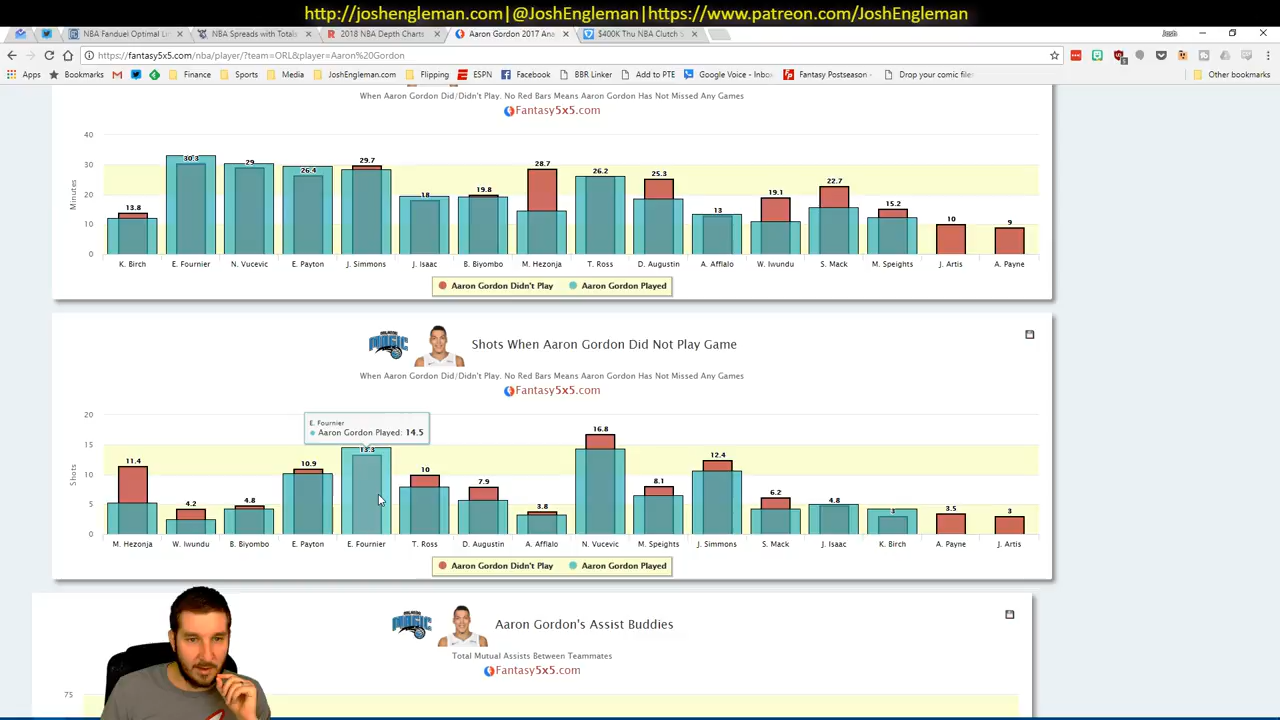 http://joshengleman.com|@JoshEngleman|https://www.patreon.com/JoshEngleman
NBA Fanduel Optimal Li
NBA Spreads with Totals
2018 NBA Depth Charts
Aaron Gordon 2017 Ana
$400K Thu NBA Clutch S
Josh
https://fantasy5x5.com/nba/player/?team=ORL&player=Aaron%20Gordon
Apps
Bookmarks
Finance
Sports
Media
JoshEngleman.com
Flipping
ESPN
Facebook
BBR Linker
Add to PTE
Google Voice - Inbo
Fantasy Postseason -
Drop your comic file
Other bookmarks
When Aaron Gordon Did/Didn't Play. No Red Bars Means Aaron Gordon Has Not Missed Any Games
Fantasy5x5.com
Minutes
40
30
20
10
0
13.8
30.3
29
26.4
29.7
18
19.8
28.7
26.2
25.3
13
19.1
22.7
15.2
10
9
K. Birch
E. Fournier
N. Vucevic
E. Payton
J. Simmons
J. Isaac
B. Biyombo
M. Hezonja
T. Ross
D. Augustin
A. Afflalo
W. Iwundu
S. Mack
M. Speights
J. Artis
A. Payne
Aaron Gordon Didn't Play
Aaron Gordon Played
MAGIC
Shots When Aaron Gordon Did Not Play Game
When Aaron Gordon Did/Didn't Play. No Red Bars Means Aaron Gordon Has Not Missed Any Games
Fantasy5x5.com
Shots
20
15
10
5
0
E. Fournier
Aaron Gordon Played: 14.5
11.4
4.2
4.8
10.9
13.3
10
7.9
3.8
16.8
8.1
12.4
6.2
4.8
3
3.5
3
M. Hezonja
W. Iwundu
B. Biyombo
E. Payton
E. Fournier
T. Ross
D. Augustin
A. Afflalo
N. Vucevic
M. Speights
J. Simmons
S. Mack
J. Isaac
K. Birch
A. Payne
J. Artis
Aaron Gordon Didn't Play
Aaron Gordon Played
MAGIC
Aaron Gordon's Assist Buddies
Total Mutual Assists Between Teammates
Fantasy5x5.com
75